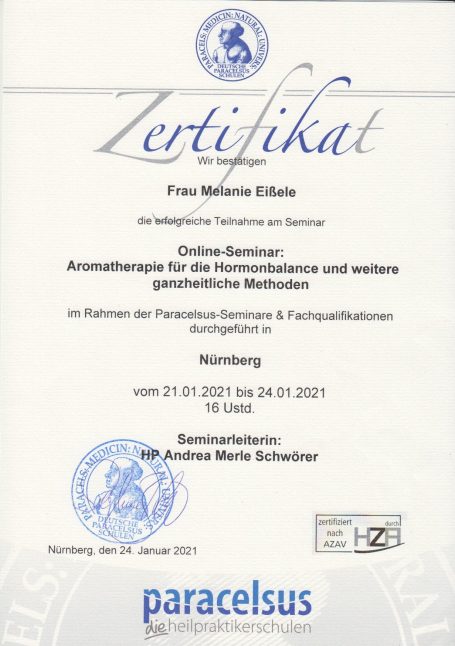 PARACELS: MEDICIN: NATURAL: UNIVERS:
DEUTSCHE
PARACELSUS
SCHULEN
Zertifikat
Wir bestätigen
Frau Melanie Eißele
die erfolgreiche Teilnahme am Seminar
Online-Seminar:
Aromatherapie für die Hormonbalance und weitere
ganzheitliche Methoden
im Rahmen der Paracelsus-Seminare & Fachqualifikationen
durchgeführt in
Nürnberg
vom 21.01.2021 bis 24.01.2021
16 Ustd.
Seminarleiterin:
HP Andrea Merle Schwörer
PARACELS: MEDICIN: NATURAL: UNIVERS:
DEUTSCHE
PARACELSUS
SCHULEN
zertifiziert durch
nach HZA
AZAV
Nürnberg, den 24. Januar 2021
paracelsus
die heilpraktikerschulen